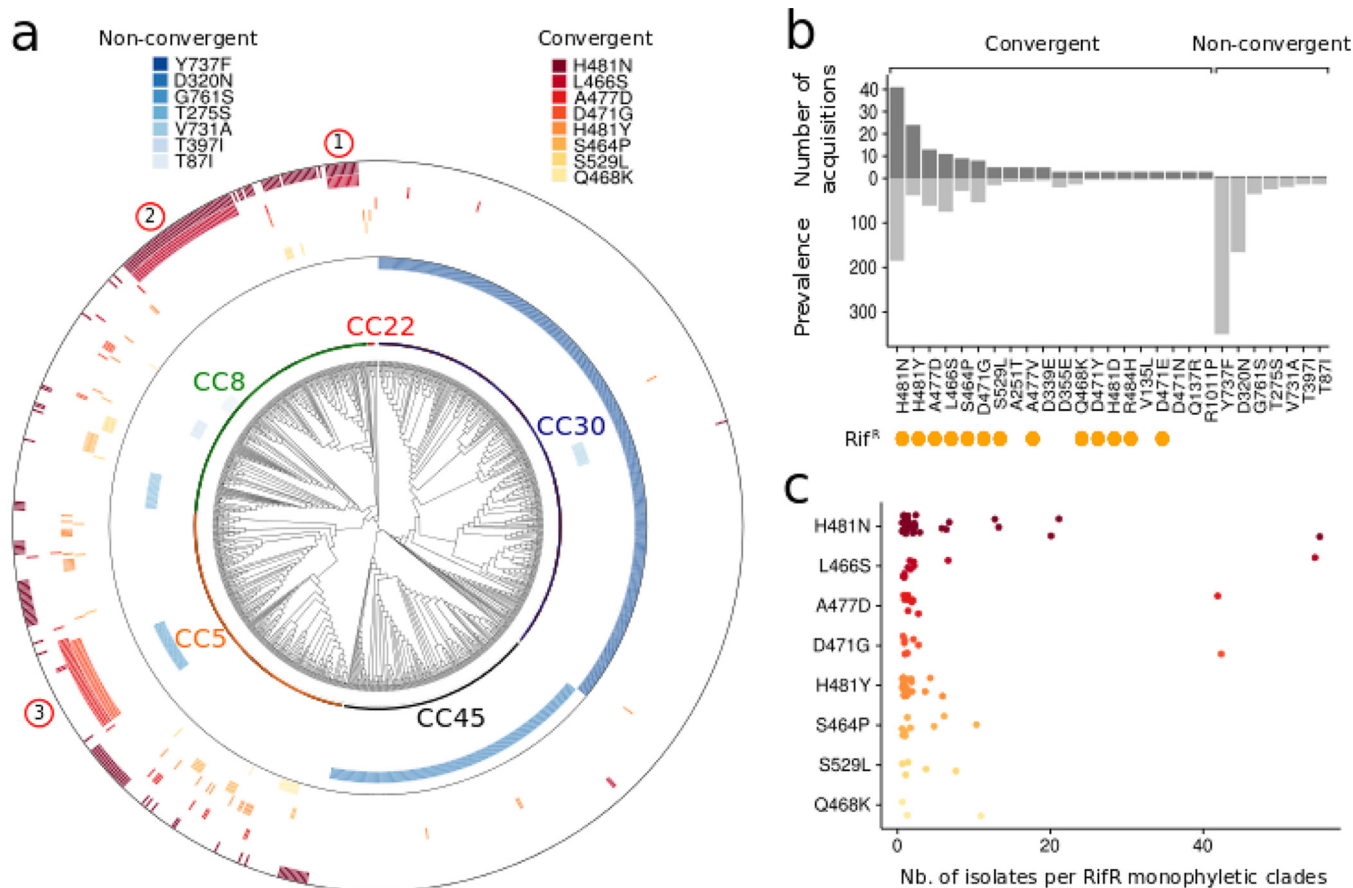 a
Non-convergent
Y737F
D320N
G761S
T275S
V731A
T397I
T87I
Convergent
H481N
L466S
A477D
D471G
H481Y
S464P
S529L
Q468K
1
2
3
CC22
CC8
CC30
CC5
CC45
b
Convergent
Non-convergent
Number of
acquisitions
40
30
20
10
0
Prevalence
100
200
300
H481N
H481Y
A477D
L466S
S464P
D471G
S529L
A251T
A477V
D339E
D355E
Q468K
D471Y
H481D
R484H
V135L
D471E
D471N
Q137R
R1011P
Y737F
D320N
G761S
T275S
V731A
T397I
T87I
Rif^R
c
H481N
L466S
A477D
D471G
H481Y
S464P
S529L
Q468K
0
20
40
Nb. of isolates per RifR monophyletic clades